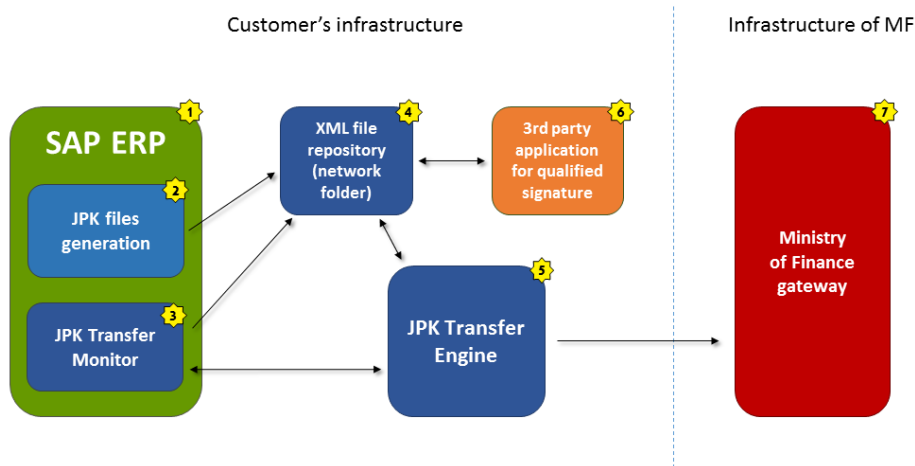 Customer's infrastructure
Infrastructure of MF
1
SAP ERP
2
JPK files
generation
3
JPK Transfer
Monitor
4
XML file
repository
(network
folder)
6
3rd party
application
for qualified
signature
5
JPK Transfer
Engine
7
Ministry
of Finance
gateway